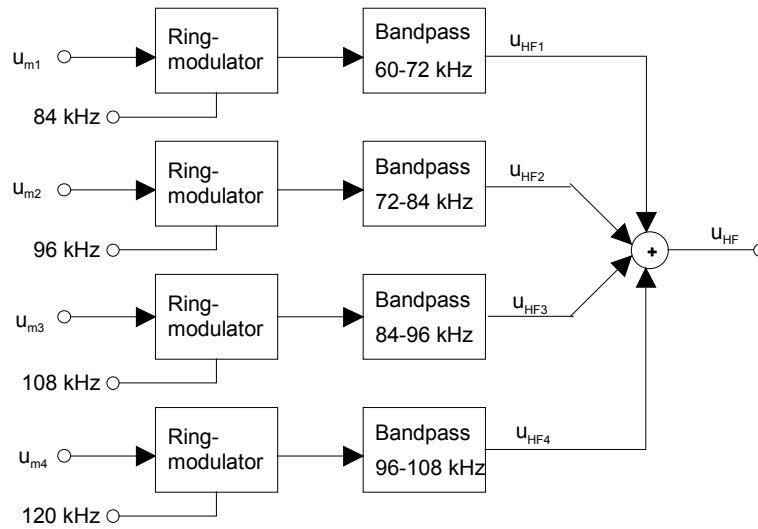 Ring-
modulator
Bandpass
60-72 kHz
u_m1
u_HF1
84 kHz
Ring-
modulator
Bandpass
72-84 kHz
u_m2
u_HF2
96 kHz
u_HF
+
Ring-
modulator
Bandpass
84-96 kHz
u_m3
u_HF3
108 kHz
Ring-
modulator
Bandpass
96-108 kHz
u_m4
u_HF4
120 kHz